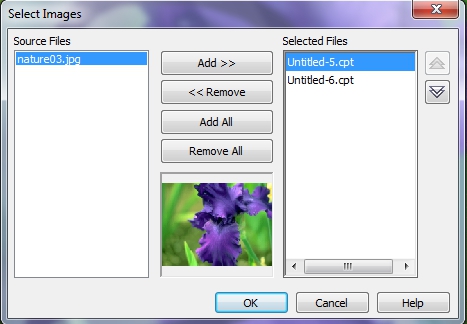 Select Images
Source Files
Selected Files
nature03.jpg
Add >>
<< Remove
Add All
Remove All
Untitled-5.cpt
Untitled-6.cpt
OK
Cancel
Help